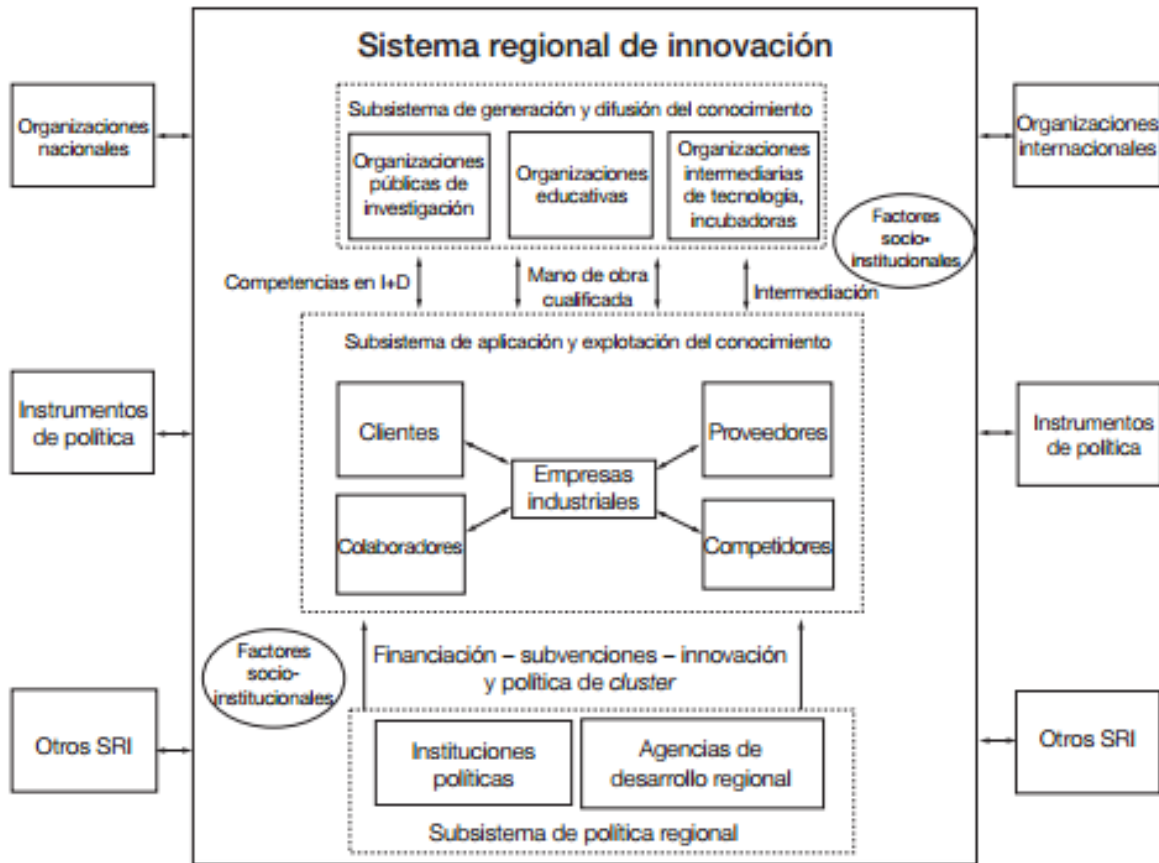 Sistema regional de innovación
Organizaciones
nacionales
Subsistema de generación y difusión del conocimiento
Organizaciones
públicas de
investigación
Organizaciones
educativas
Organizaciones
intermediarias
de tecnología,
incubadoras
Organizaciones
internacionales
Factores
socio-
institucionales
Competencias en I+D
Mano de obra
cualificada
Intermediación
Subsistema de aplicación y explotación del conocimiento
Instrumentos
de política
Clientes
Proveedores
Empresas
industriales
Colaboradores
Competidores
Instrumentos
de política
Factores
socio-
institucionales
Financiación – subvenciones – innovación
y política de cluster
Otros SRI
Instituciones
políticas
Agencias de
desarrollo regional
Subsistema de política regional
Otros SRI